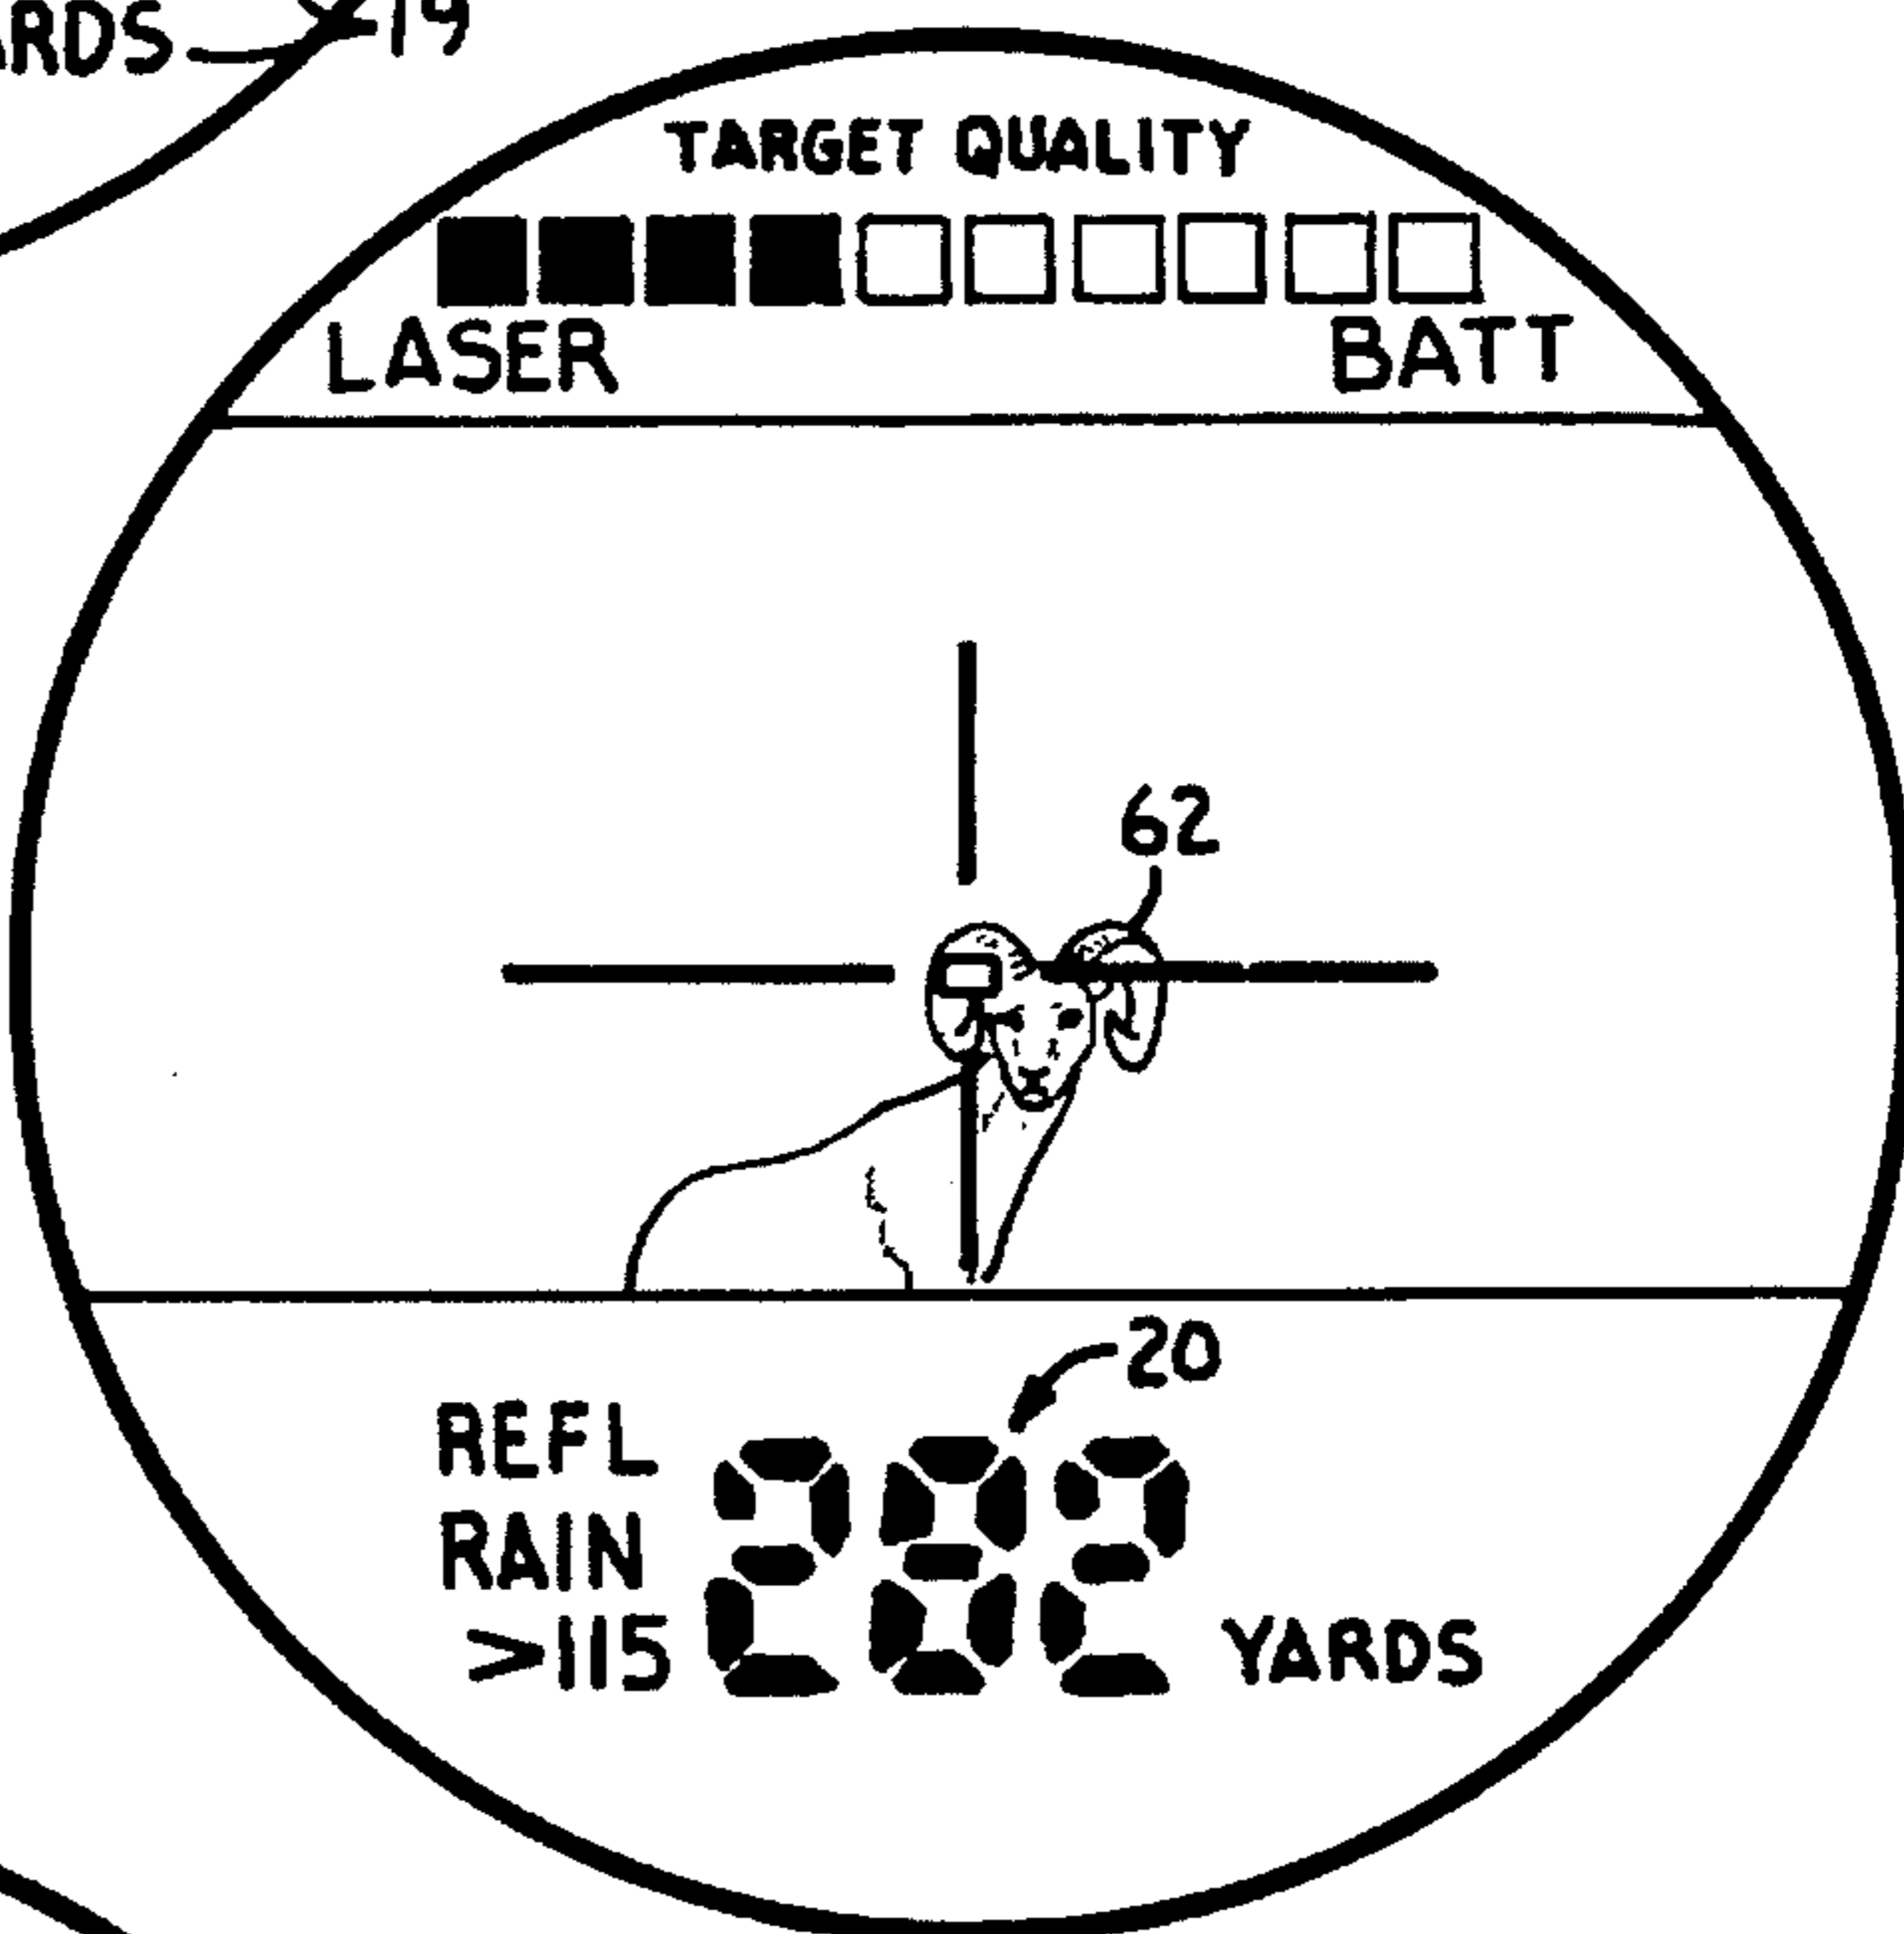 RDS 19
TARGET QUALITY
LASER BATT
62
20
REFL
RAIN
>115 282 YARDS